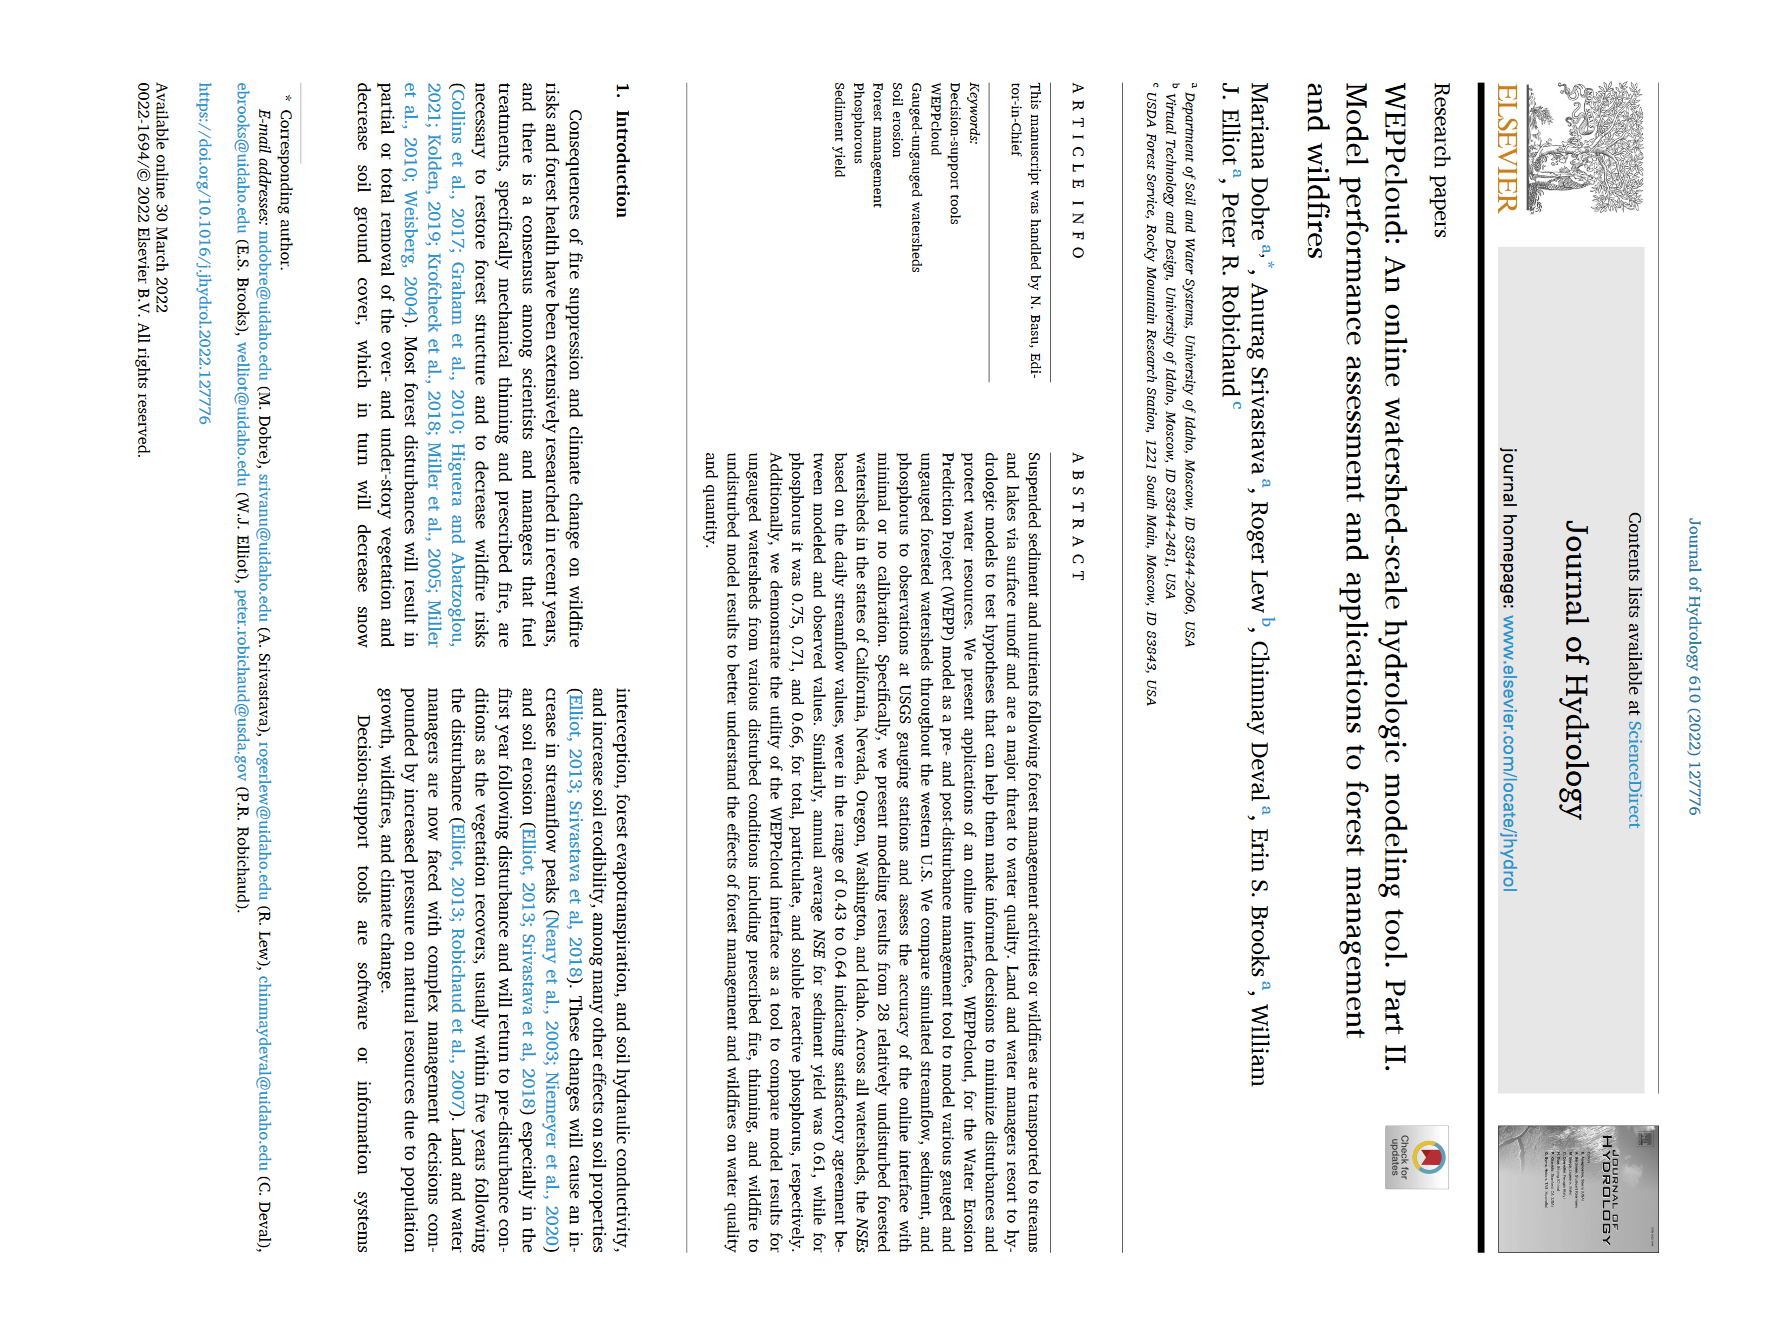 Journal of Hydrology 610 (2022) 127776
Contents lists available at ScienceDirect
Journal of Hydrology
journal homepage: www.elsevier.com/locate/jhydrol
ELSEVIER
JOURNAL OF
HYDROLOGY
Research papers
Check for
updates
WEPPcloud: An online watershed-scale hydrologic modeling tool. Part II.
Model performance assessment and applications to forest management
and wildfires
Mariana Dobre a,*, Anurag Srivastava a, Roger Lew b, Chinmay Deval a, Erin S. Brooks a, William
J. Elliot a, Peter R. Robichaud c
a Department of Soil and Water Systems, University of Idaho, Moscow, ID 83844-2060, USA
b Virtual Technology and Design, University of Idaho, Moscow, ID 83844-2481, USA
c USDA Forest Service, Rocky Mountain Research Station, 1221 South Main, Moscow, ID 83843, USA
A R T I C L E I N F O
This manuscript was handled by N. Basu, Edi-
tor-in-Chief
Keywords:
Decision-support tools
WEPPcloud
Gauged-ungauged watersheds
Soil erosion
Forest management
Phosphorous
Sediment yield
A B S T R A C T
Suspended sediment and nutrients following forest management activities or wildfires are transported to streams
and lakes via surface runoff and are a major threat to water quality. Land and water managers resort to hy-
drologic models to test hypotheses that can help them make informed decisions to minimize disturbances and
protect water resources. We present applications of an online interface, WEPPcloud, for the Water Erosion
Prediction Project (WEPP) model as a pre- and post-disturbance management tool to model various gauged and
ungauged forested watersheds throughout the western U.S. We compare simulated streamflow, sediment, and
phosphorus to observations at USGS gauging stations and assess the accuracy of the online interface with
minimal or no calibration. Specifically, we present modeling results from 28 relatively undisturbed forested
watersheds in the states of California, Nevada, Oregon, Washington, and Idaho. Across all watersheds, the NSEs
based on the daily streamflow values, were in the range of 0.43 to 0.64 indicating satisfactory agreement be-
tween modeled and observed values. Similarly, annual average NSE for sediment yield was 0.61, while for
phosphorus it was 0.75, 0.71, and 0.66, for total, particulate, and soluble reactive phosphorus, respectively.
Additionally, we demonstrate the utility of the WEPPcloud interface as a tool to compare model results for
ungauged watersheds from various disturbed conditions including prescribed fire, thinning, and wildfire to
undisturbed model results to better understand the effects of forest management and wildfires on water quality
and quantity.
1. Introduction
Consequences of fire suppression and climate change on wildfire
risks and forest health have been extensively researched in recent years,
and there is a consensus among scientists and managers that fuel
treatments, specifically mechanical thinning and prescribed fire, are
necessary to restore forest structure and to decrease wildfire risks
(Collins et al., 2017; Graham et al., 2010; Higuera and Abatzoglou,
2021; Kolden, 2019; Krofcheck et al., 2018; Miller et al., 2005; Miller
et al., 2010; Weisberg, 2004). Most forest disturbances will result in
partial or total removal of the over- and under-story vegetation and
decrease soil ground cover, which in turn will decrease snow
interception, forest evapotranspiration, and soil hydraulic conductivity,
and increase soil erodibility, among many other effects on soil properties
(Elliot, 2013; Srivastava et al., 2018). These changes will cause an in-
crease in streamflow peaks (Neary et al., 2003; Niemeyer et al., 2020)
and soil erosion (Elliot, 2013; Srivastava et al., 2018) especially in the
first year following disturbance and will return to pre-disturbance con-
ditions as the vegetation recovers, usually within five years following
the disturbance (Elliot, 2013; Robichaud et al., 2007). Land and water
managers are now faced with complex management decisions com-
pounded by increased pressure on natural resources due to population
growth, wildfires, and climate change.
Decision-support tools are software or information systems
* Corresponding author.
E-mail addresses: mdobre@uidaho.edu (M. Dobre), srivanu@uidaho.edu (A. Srivastava), rogerlew@uidaho.edu (R. Lew), chinmaydeval@uidaho.edu (C. Deval),
ebrooks@uidaho.edu (E.S. Brooks), welliot@uidaho.edu (W.J. Elliot), peter.robichaud@usda.gov (P.R. Robichaud).
https://doi.org/10.1016/j.jhydrol.2022.127776
Available online 30 March 2022
0022-1694/© 2022 Elsevier B.V. All rights reserved.